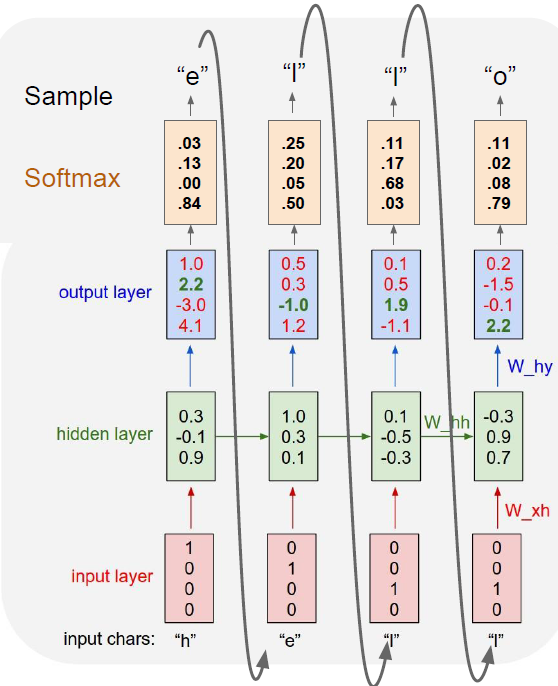 Sample “e” “l” “l” “o”
Softmax
.03 .25 .11 .11
.13 .20 .17 .02
.00 .05 .68 .08
.84 .50 .03 .79
output layer
1.0 0.5 0.1 0.2
2.2 0.3 0.5 -1.5
-3.0 -1.0 1.9 -0.1
4.1 1.2 -1.1 2.2
W_hy
hidden layer
0.3 1.0 0.1 -0.3
-0.1 0.3 -0.5 0.9
0.9 0.1 -0.3 0.7
W_hh
W_xh
input layer
1 0 0 0
0 1 0 0
0 0 1 1
0 0 0 0
input chars: “h” “e” “l” “l”